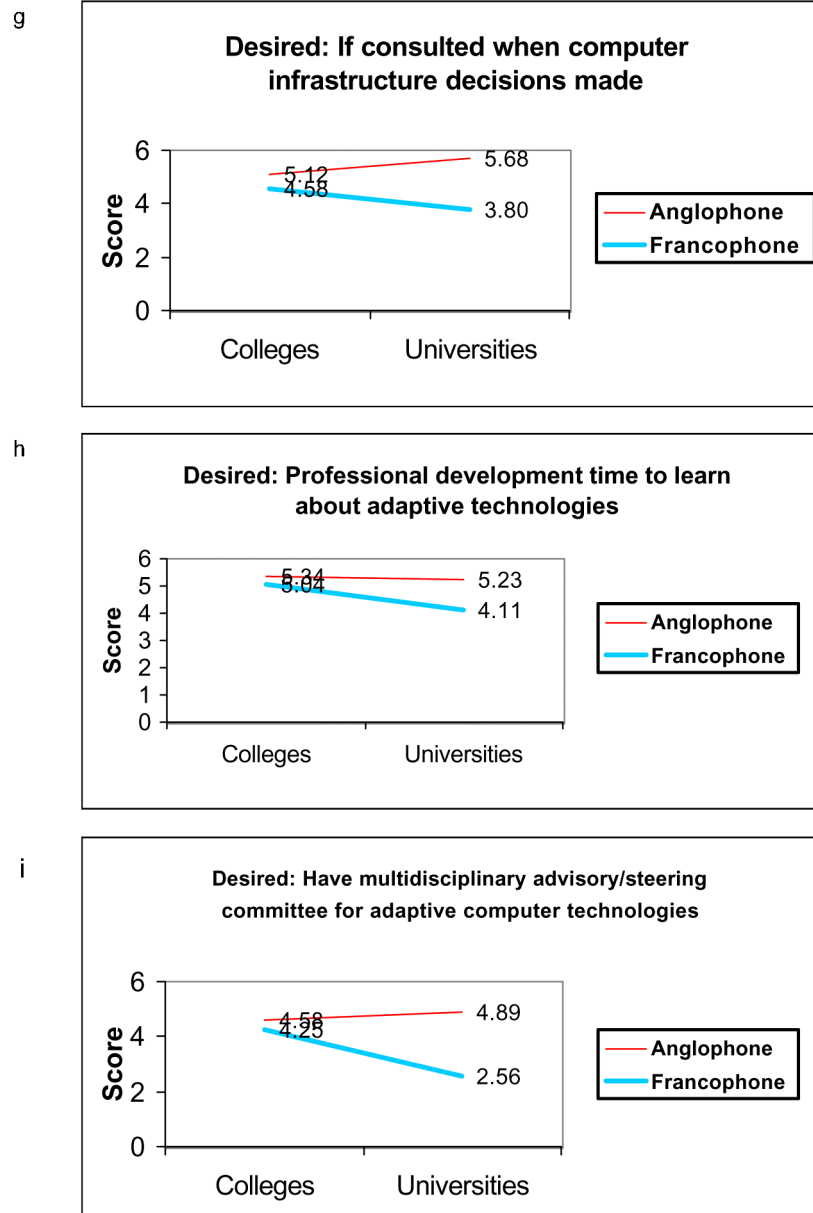 g
Desired: If consulted when computer
infrastructure decisions made
Score
6
4
2
0
5.12
4.58
5.68
3.80
Colleges
Universities
Anglophone
Francophone
h
Desired: Professional development time to learn
about adaptive technologies
Score
6
5
4
3
2
1
0
5.34
5.04
5.23
4.11
Colleges
Universities
Anglophone
Francophone
i
Desired: Have multidisciplinary advisory/steering
committee for adaptive computer technologies
Score
6
4
2
0
4.58
4.25
4.89
2.56
Colleges
Universities
Anglophone
Francophone